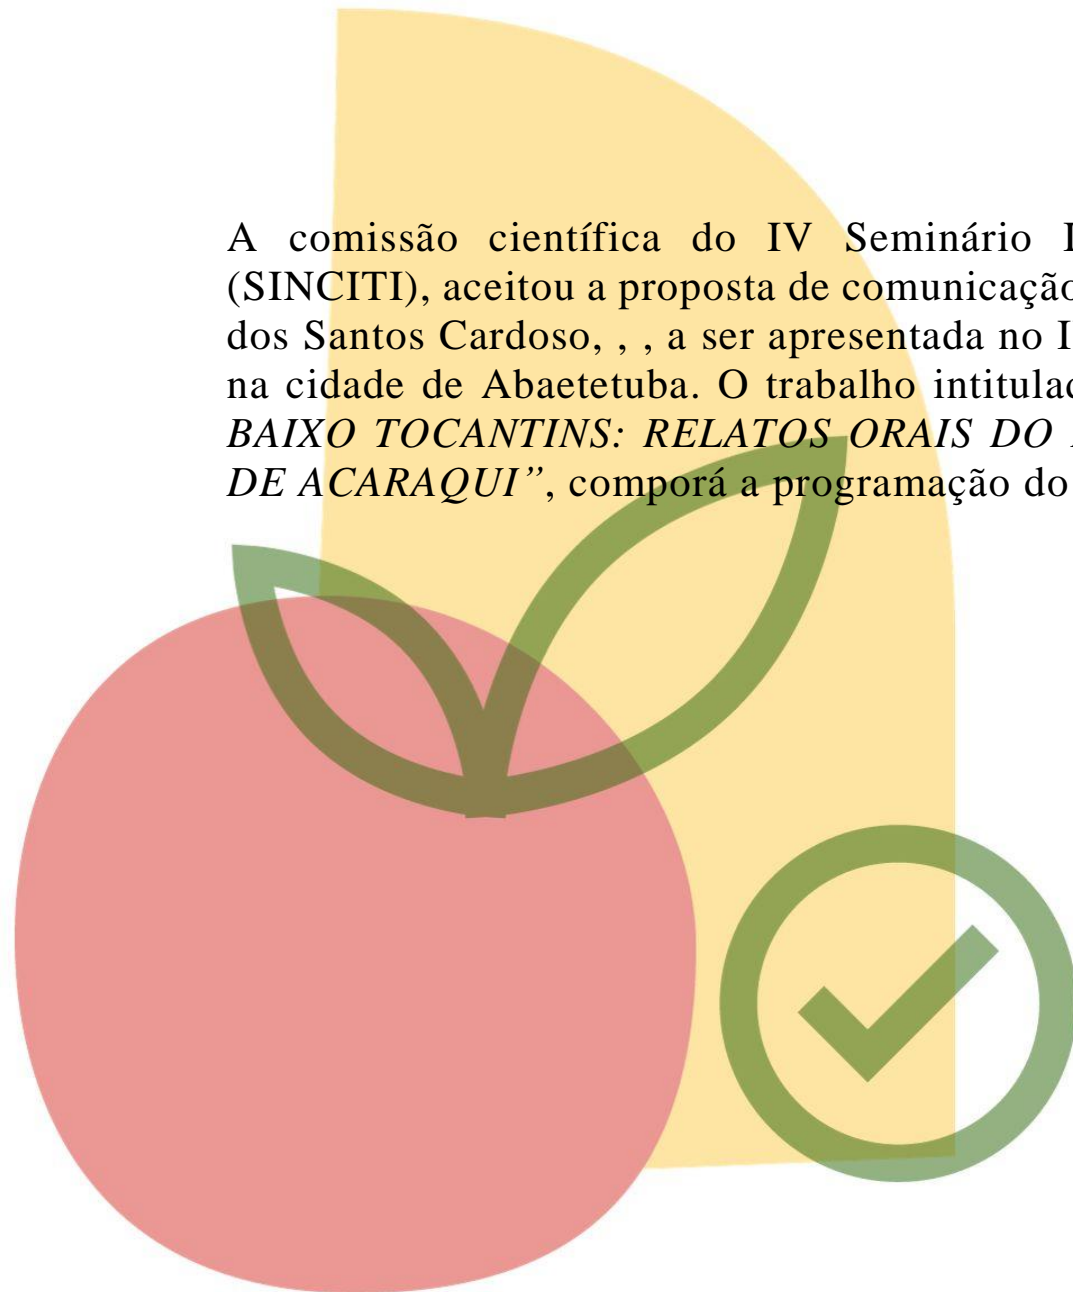 A comissão científica do IV Seminário
(SINCITI), aceitou a proposta de comunicação
dos Santos Cardoso, , , a ser apresentada no
na cidade de Abaetetuba. O trabalho
BAIXO TOCANTINS: RELATOS ORAIS DO
DE ACARAQUI”, comporá a programação do